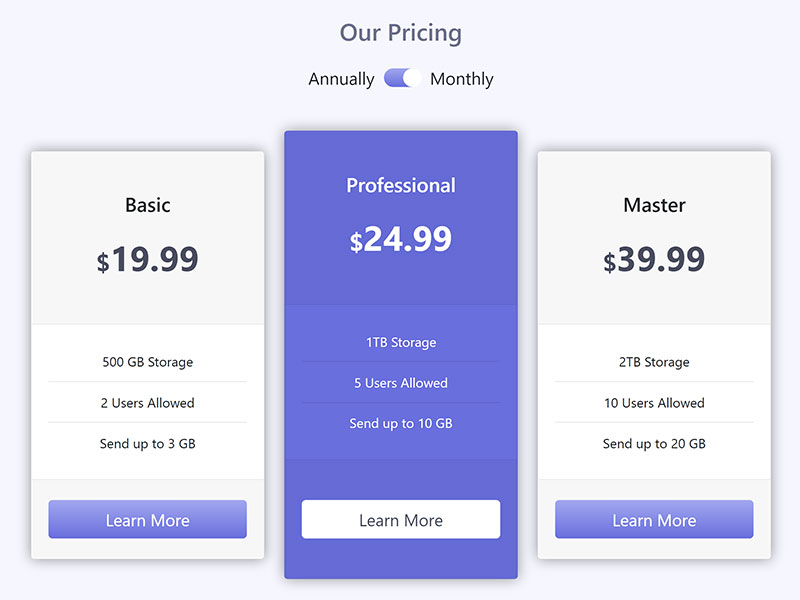 Our Pricing
Annually Monthly
Basic
$19.99
500 GB Storage
2 Users Allowed
Send up to 3 GB
Learn More
Professional
$24.99
1TB Storage
5 Users Allowed
Send up to 10 GB
Learn More
Master
$39.99
2TB Storage
10 Users Allowed
Send up to 20 GB
Learn More